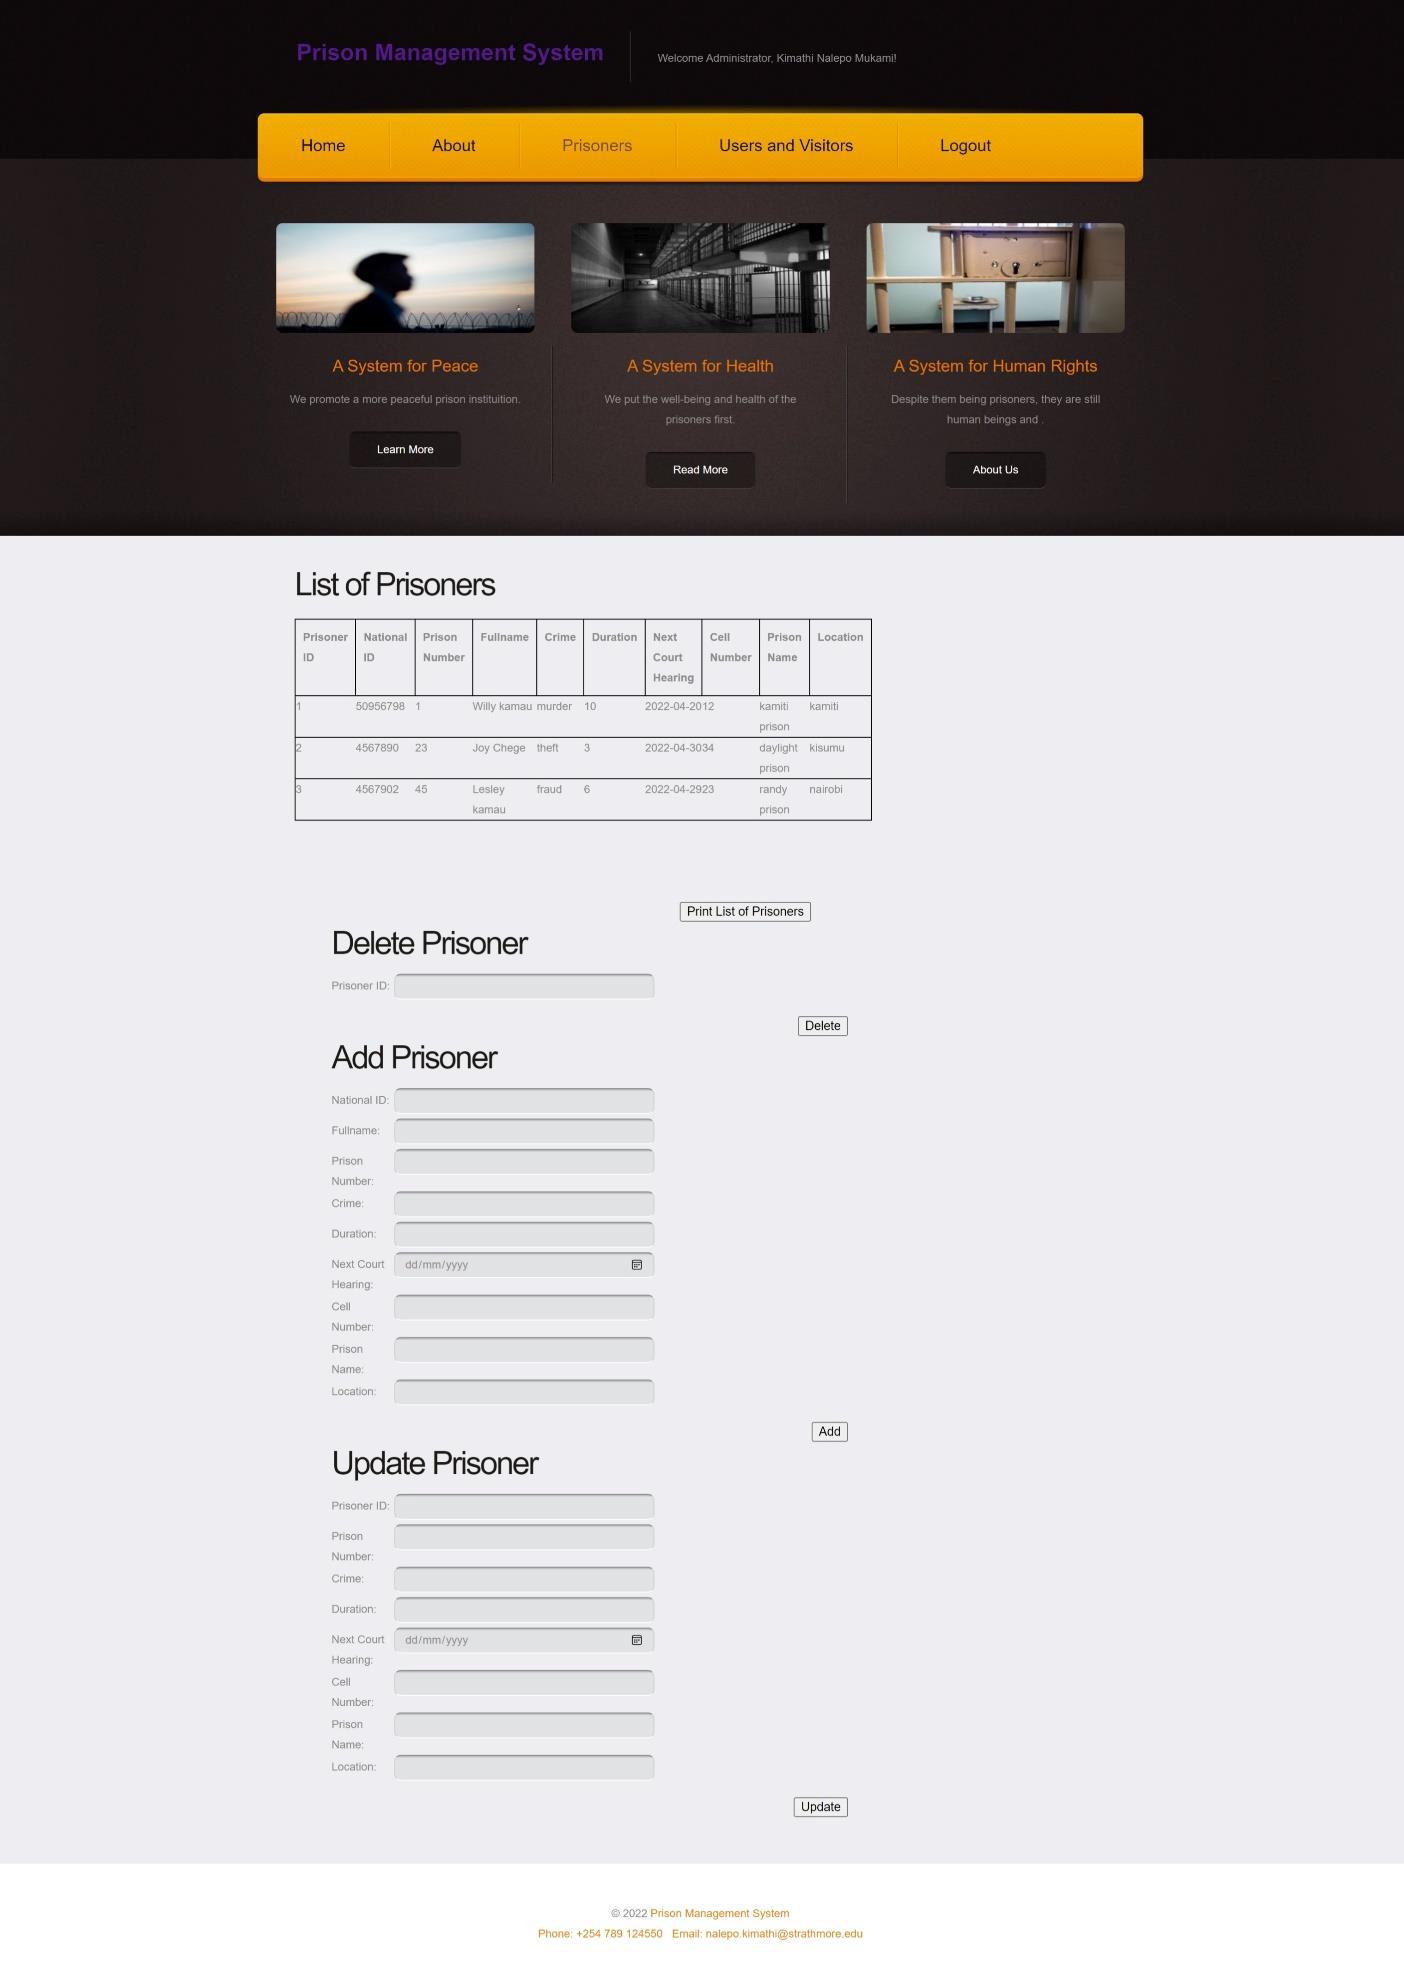 Prison Management System
Welcome Administrator, Kimathi Nalepo Mukami!
Home About Prisoners Users and Visitors Logout
A System for Peace
We promote a more peaceful prison instituition.
Learn More
A System for Health
We put the well-being and health of the
prisoners first.
Read More
A System for Human Rights
Despite them being prisoners, they are still
human beings and .
About Us
List of Prisoners
Prisoner National Prison Fullname Crime Duration Next Cell Prison Location
ID ID Number Court Number Name
Hearing
1 50956798 1 Willy kamau murder 10 2022-04-2012 kamiti kamiti
prison
2 4567890 23 Joy Chege theft 3 2022-04-3034 daylight kisumu
prison
3 4567902 45 Lesley fraud 6 2022-04-2923 randy nairobi
kamau prison
Print List of Prisoners
Delete Prisoner
Prisoner ID:
Delete
Add Prisoner
National ID:
Fullname:
Prison
Number:
Crime:
Duration:
Next Court dd/mm/yyyy
Hearing:
Cell
Number:
Prison
Name:
Location:
Add
Update Prisoner
Prisoner ID:
Prison
Number:
Crime:
Duration:
Next Court dd/mm/yyyy
Hearing:
Cell
Number:
Prison
Name:
Location:
Update
© 2022 Prison Management System
Phone: +254 789 124550 Email: nalepo.kimathi@strathmore.edu